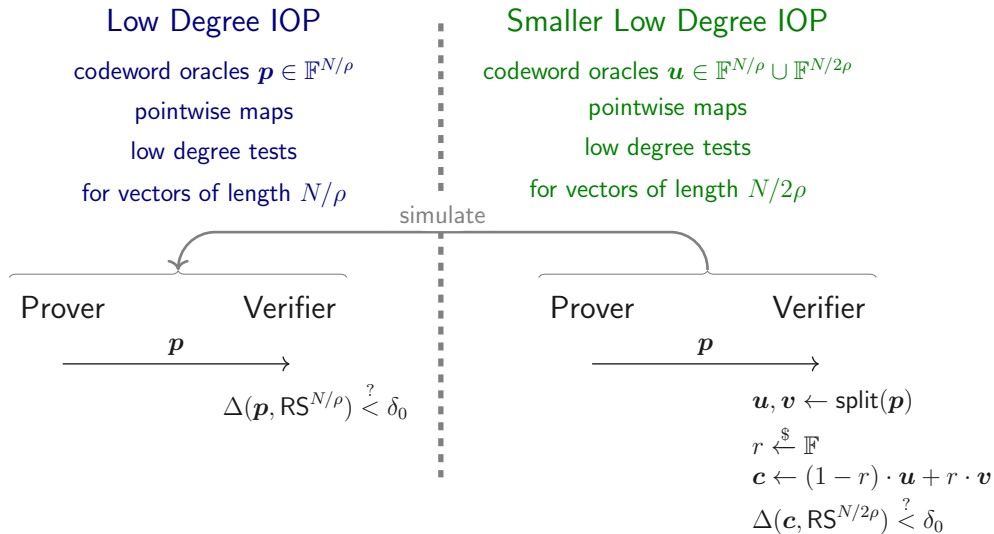 Low Degree IOP
codeword oracles 𝒑 ∈ 𝔽^{N/ρ}
pointwise maps
low degree tests
for vectors of length N/ρ
Smaller Low Degree IOP
codeword oracles 𝒖 ∈ 𝔽^{N/ρ} ∪ 𝔽^{N/2ρ}
pointwise maps
low degree tests
for vectors of length N/2ρ
simulate
Prover Verifier
𝒑
Δ(𝒑, RS^{N/ρ}) <^{?} δ_0
Prover Verifier
𝒑
𝒖, 𝒗 ← split(𝒑)
r ←^{$} 𝔽
𝒄 ← (1 − r) · 𝒖 + r · 𝒗
Δ(𝒄, RS^{N/2ρ}) <^{?} δ_0